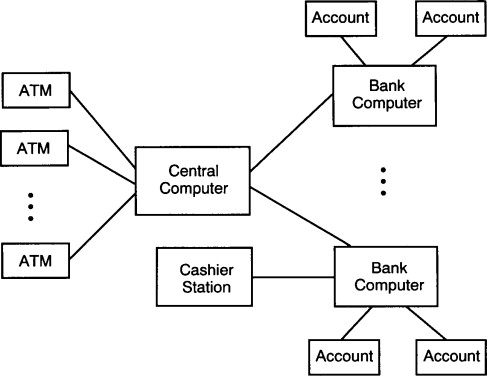 Account
Account
Bank
Computer
ATM
ATM
ATM
Central
Computer
Cashier
Station
Bank
Computer
Account
Account